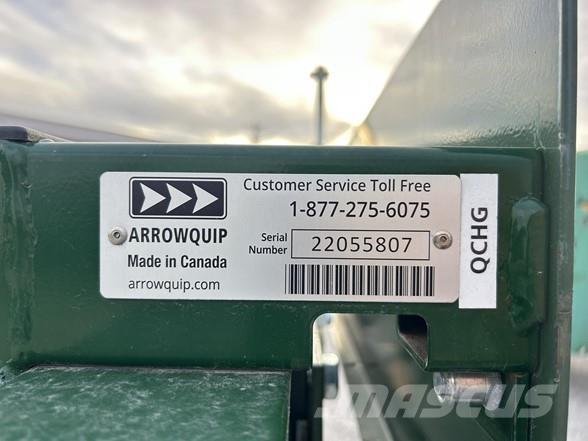 Customer Service Toll Free
1-877-275-6075
ARROWQUIP
Made in Canada
arrowquip.com
Serial
Number
22055807
QCHG
MASCUS